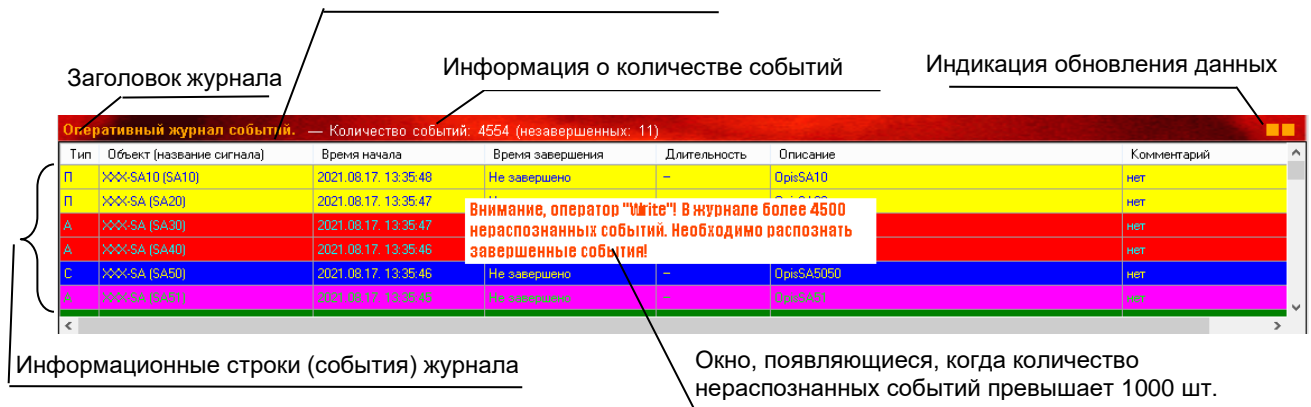 Заголовок журнала
Информация о количестве событий
Индикация обновления данных
Оперативный журнал событий. — Количество событий: 4554 (незавершенных: 11)
Тип Объект (название сигнала) Время начала Время завершения Длительность Описание Комментарий
П XXX-SA10 (SA10) 2021.08.17. 13:35:48 Не завершено – OpisSA10 нет
П XXX-SA (SA20) 2021.08.17. 13:35:47 нет
А XXX-SA (SA30) 2021.08.17. 13:35:47 нет
А XXX-SA (SA40) 2021.08.17. 13:35:46 нет
С XXX-SA (SA50) 2021.08.17. 13:35:46 Не завершено – OpisSA5050 нет
А XXX-SA (SA51) 2021.08.17. 13:35:45 Не завершено – OpisSA51 нет
Внимание, оператор "Write"! В журнале более 4500
нераспознанных событий. Необходимо распознать
завершенные события!
Информационные строки (события) журнала
Окно, появляющиеся, когда количество
нераспознанных событий превышает 1000 шт.